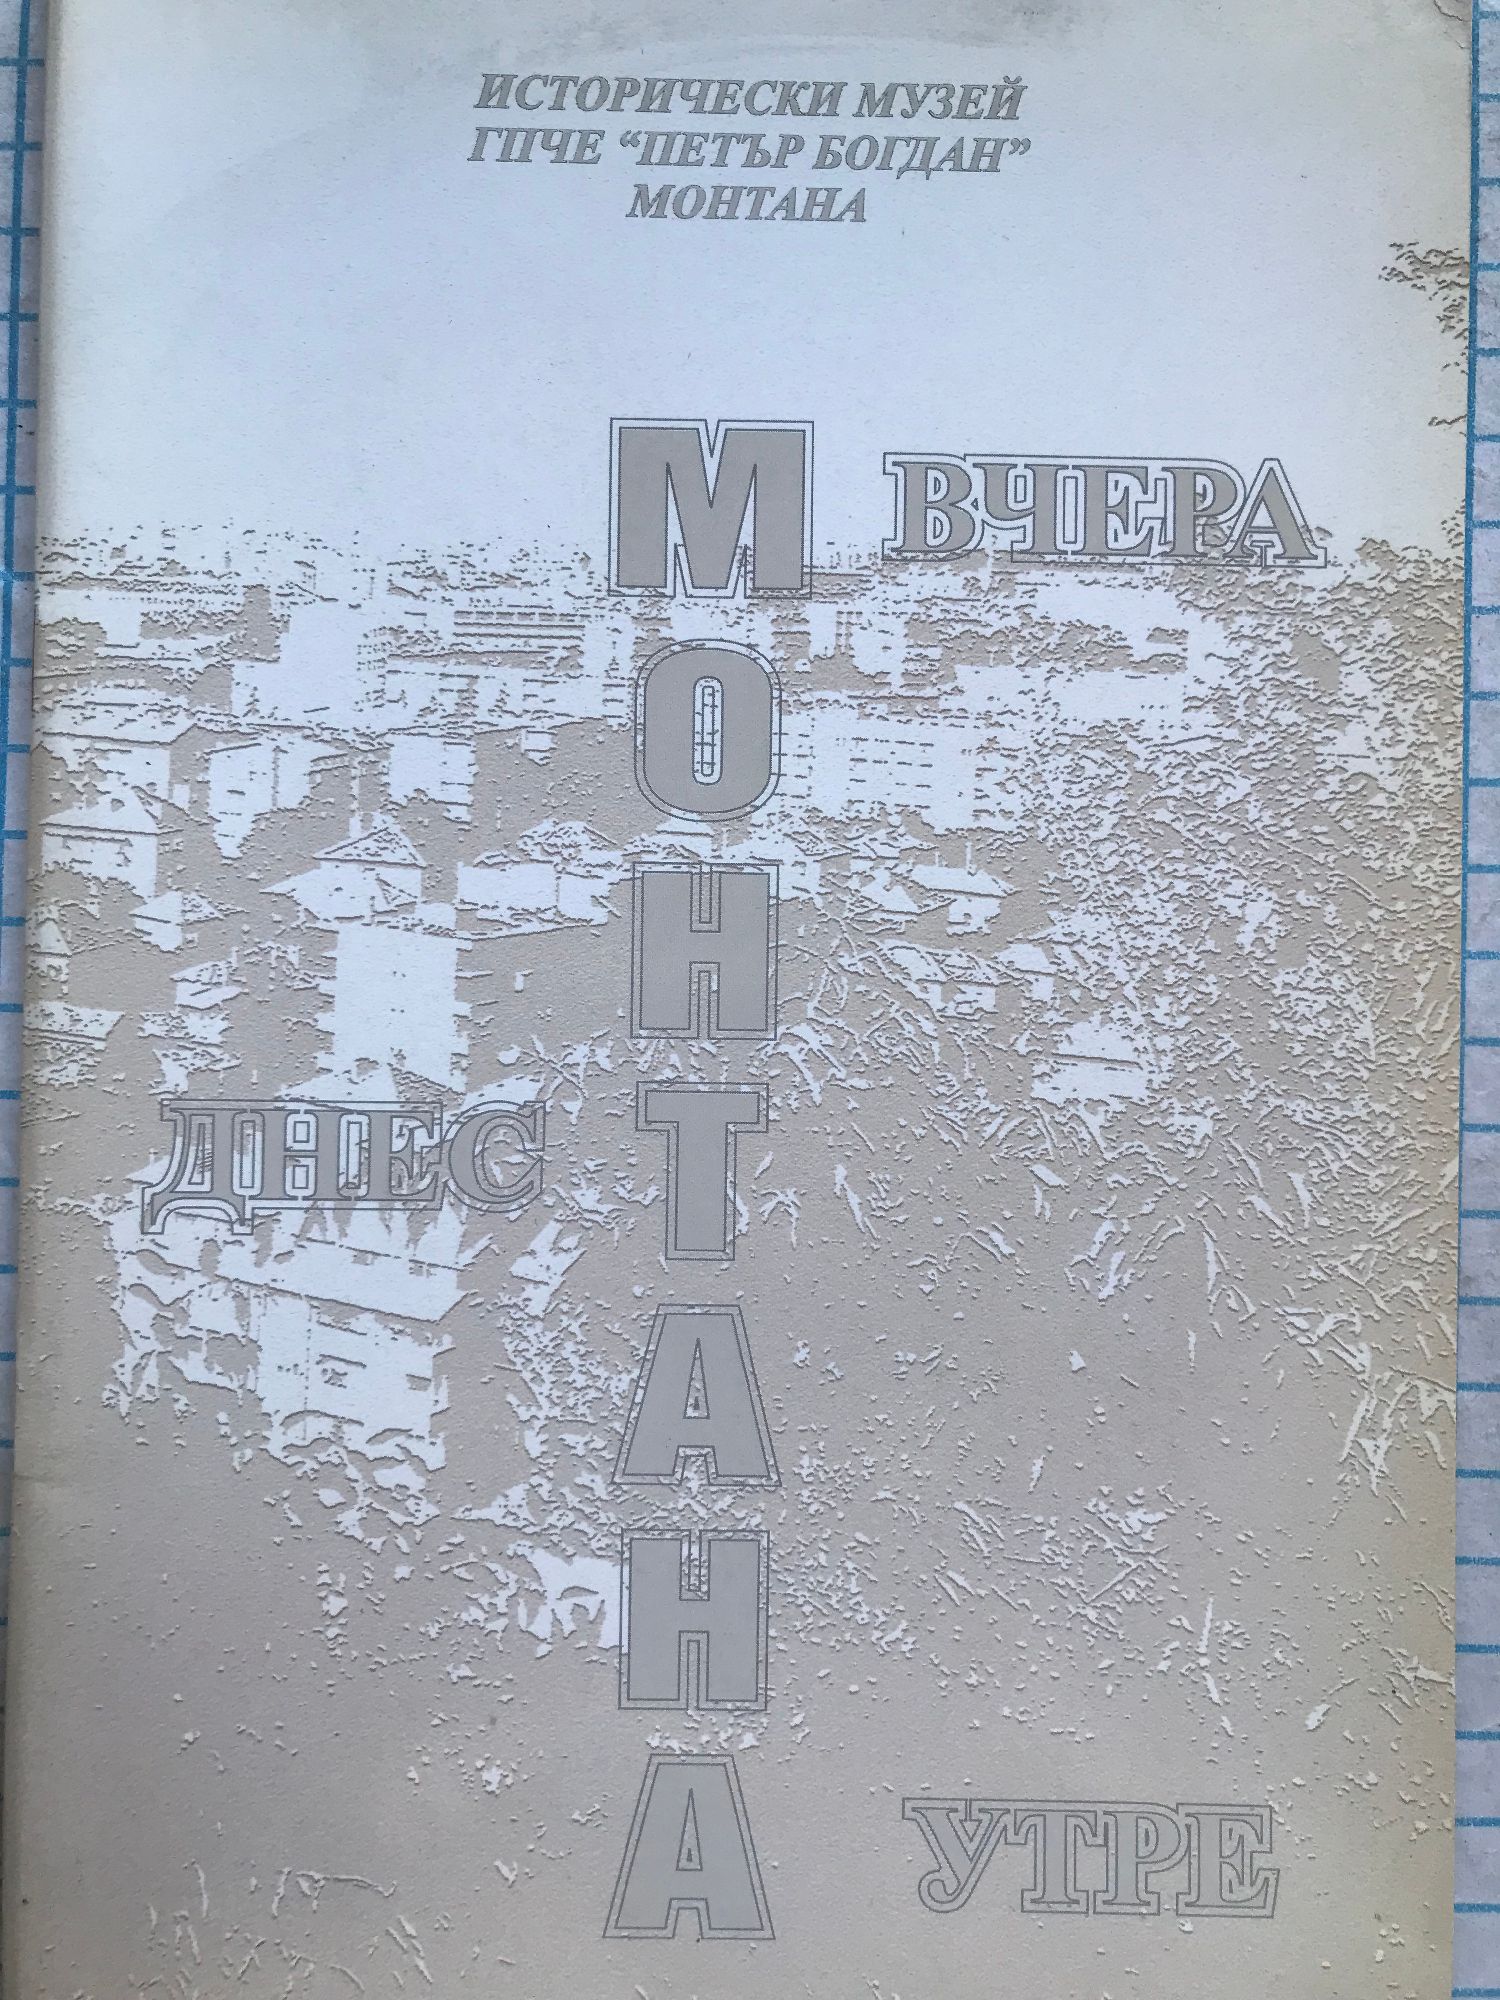 ИСТОРИЧЕСКИ МУЗЕЙ
ГПЧЕ “ПЕТЪР БОГДАН”
МОНТАНА
МОНТАНА
ВЧЕРА
ДНЕС
УТРЕ